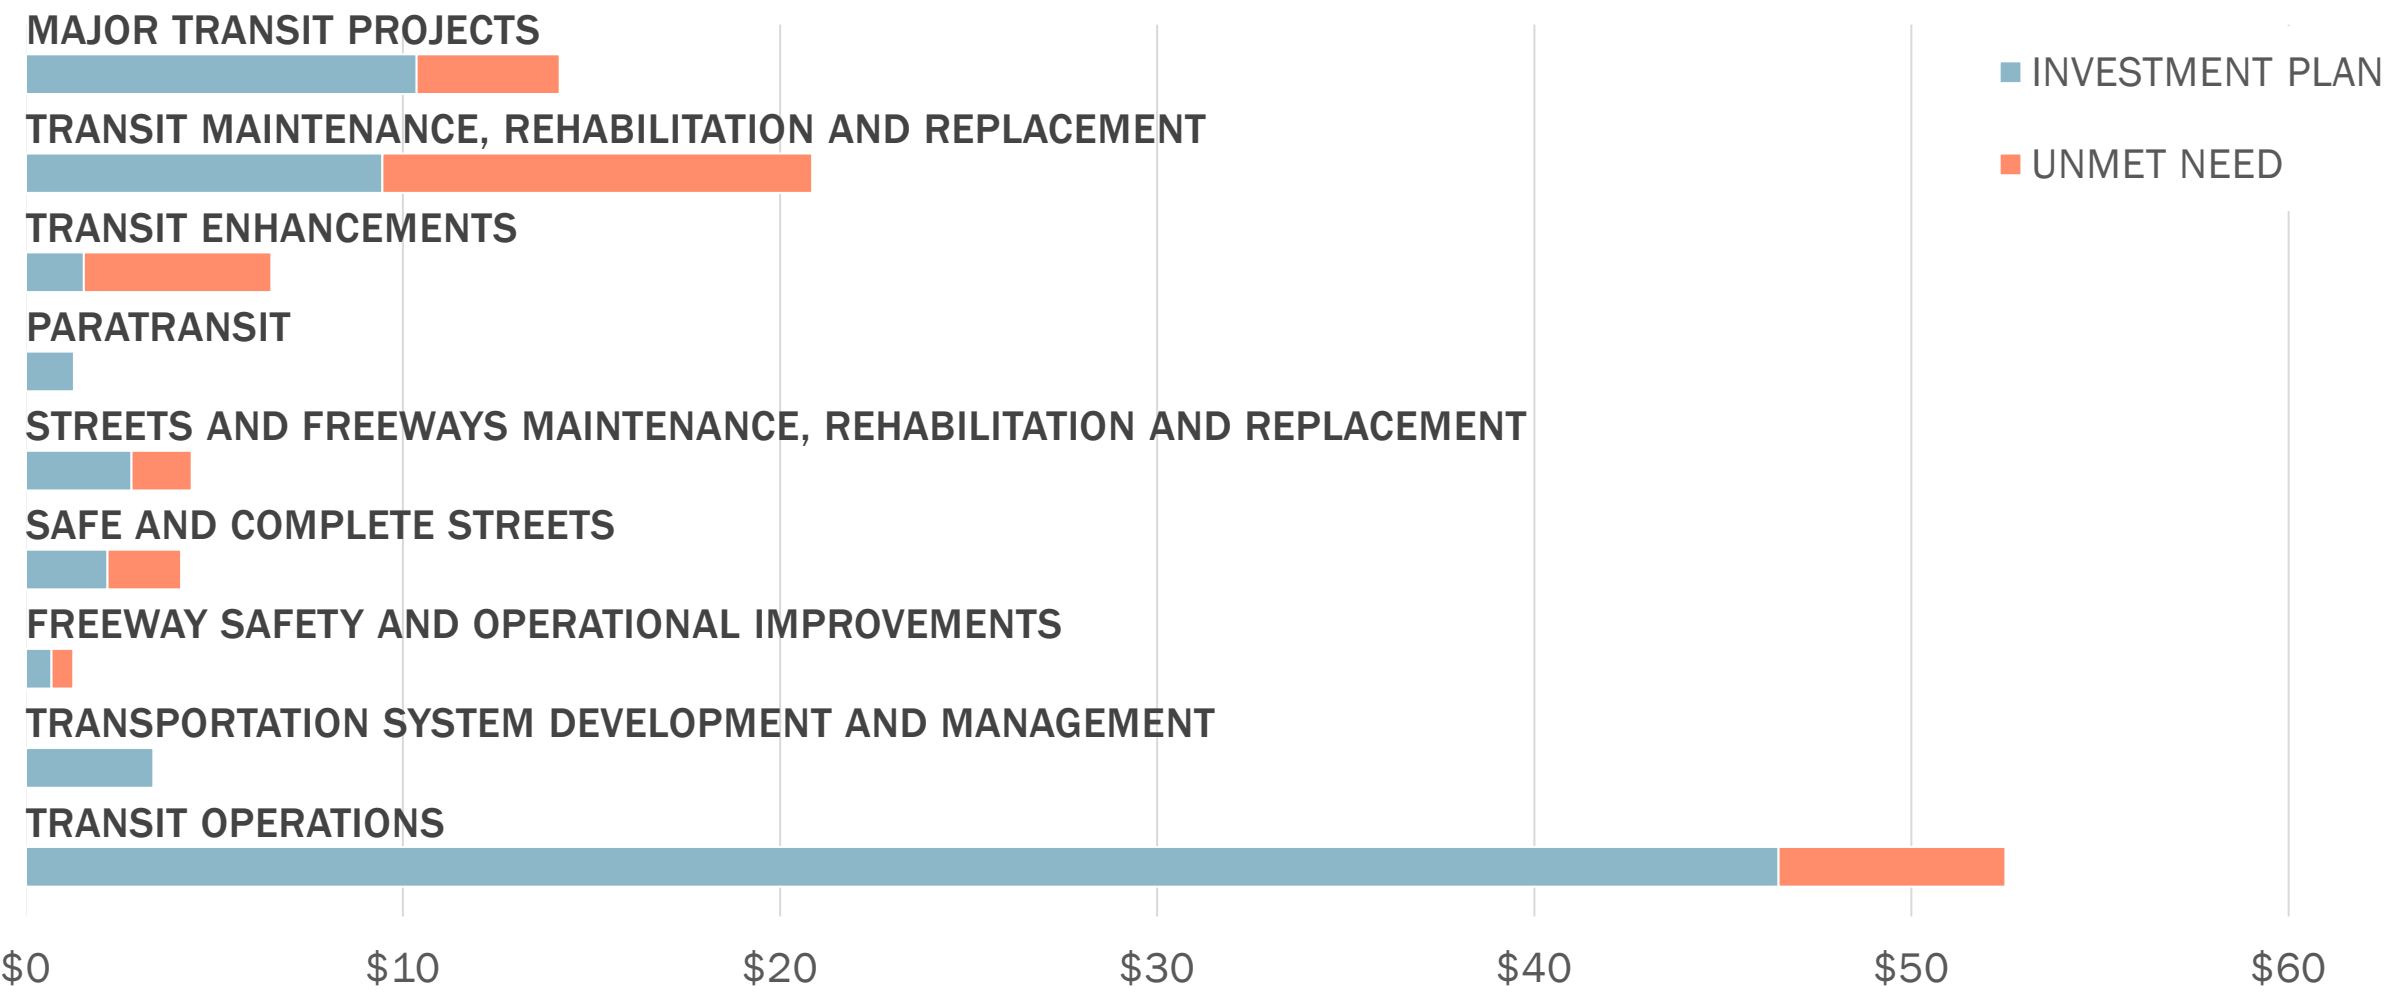 MAJOR TRANSIT PROJECTS
INVESTMENT PLAN
TRANSIT MAINTENANCE, REHABILITATION AND REPLACEMENT
UNMET NEED
TRANSIT ENHANCEMENTS
PARATRANSIT
STREETS AND FREEWAYS MAINTENANCE, REHABILITATION AND REPLACEMENT
SAFE AND COMPLETE STREETS
FREEWAY SAFETY AND OPERATIONAL IMPROVEMENTS
TRANSPORTATION SYSTEM DEVELOPMENT AND MANAGEMENT
TRANSIT OPERATIONS
$0 $10 $20 $30 $40 $50 $60